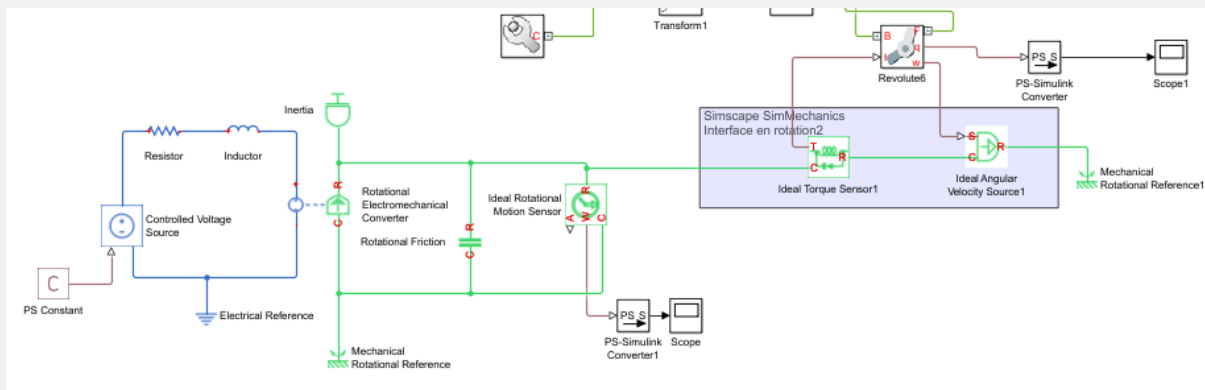 Transform1
C
B
F
q
w
t
Revolute6
PS S
PS-Simulink
Converter
Scope1
Inertia
Simscape SimMechanics
Interface en rotation2
Resistor
Inductor
T
R
C
Ideal Torque Sensor1
S
R
C
Ideal Angular
Velocity Source1
Mechanical
Rotational Reference1
R
C
Rotational
Electromechanical
Converter
Ideal Rotational
Motion Sensor
R
A
W
C
Controlled Voltage
Source
R
C
Rotational Friction
C
PS Constant
Electrical Reference
PS S
PS-Simulink
Converter1
Scope
Mechanical
Rotational Reference